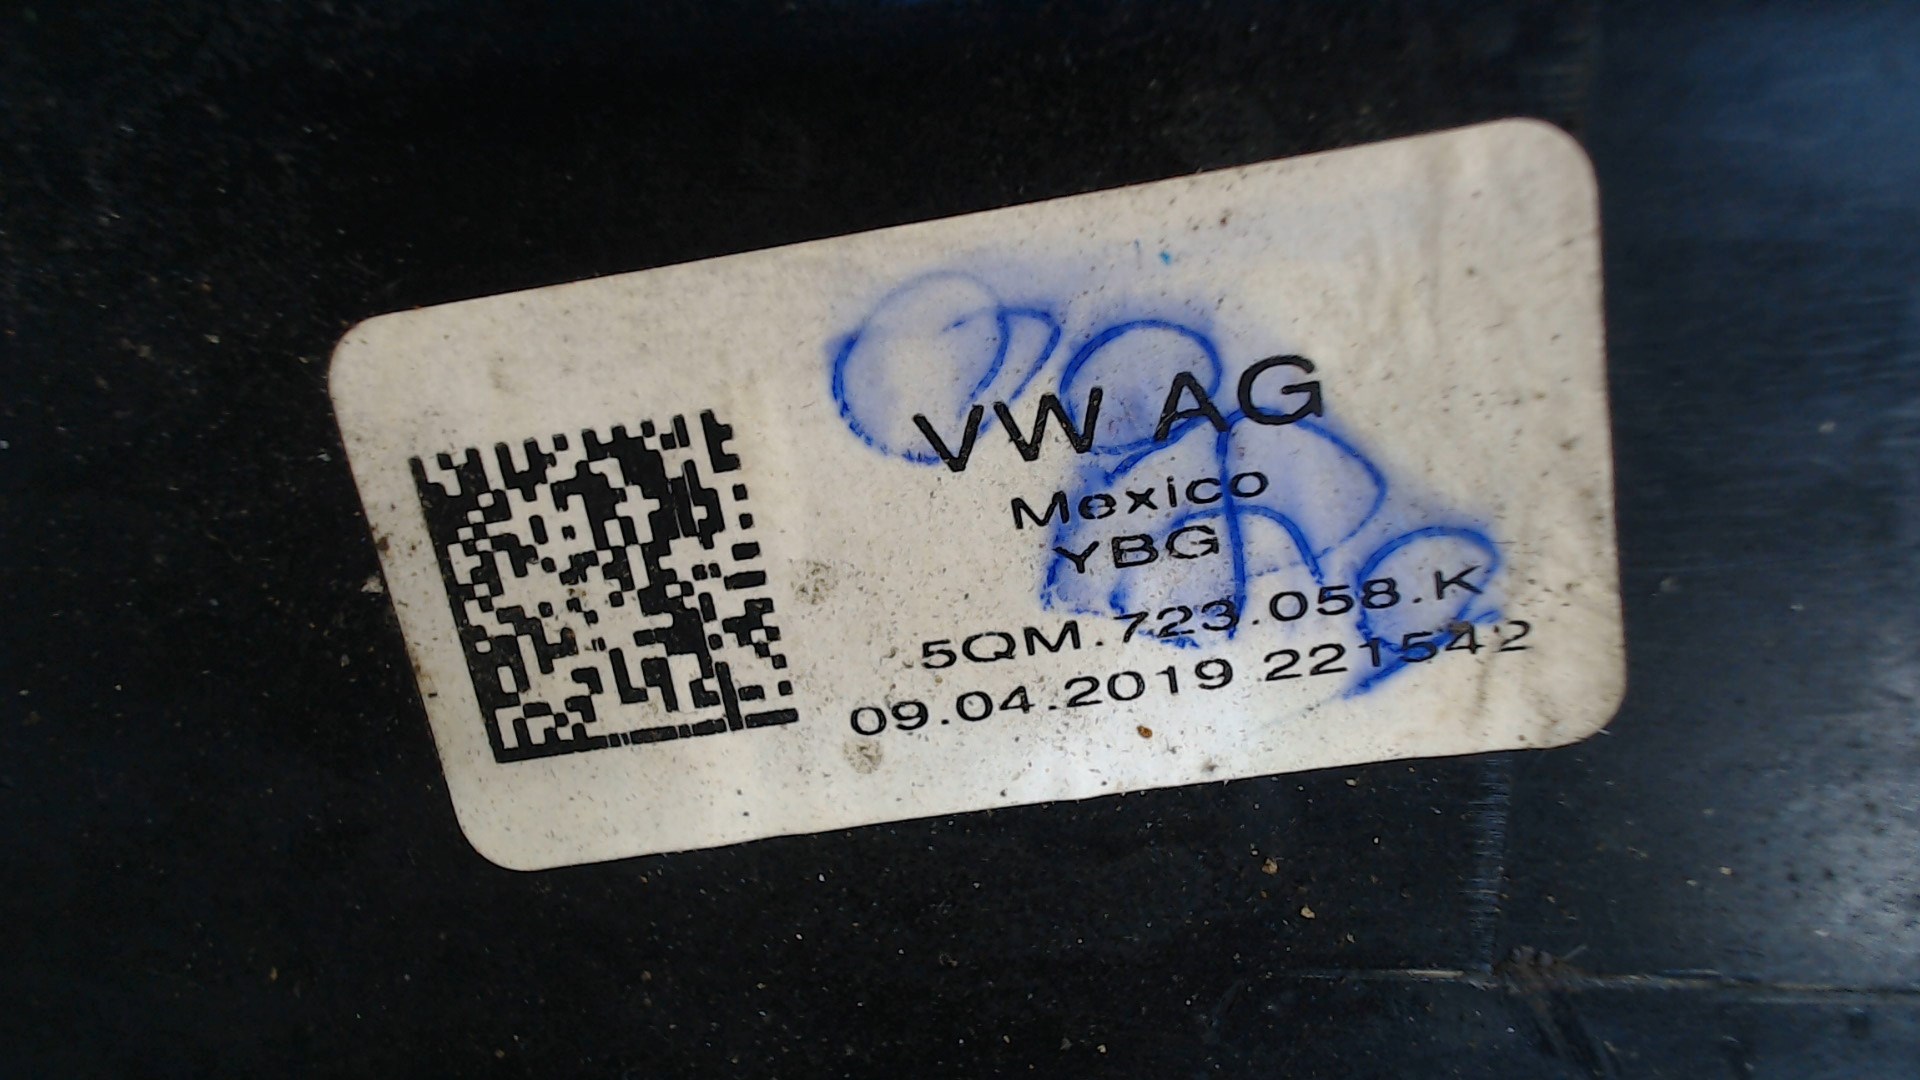 VW AG
Mexico
YBG
5QM.723.058.K
09.04.2019 221542